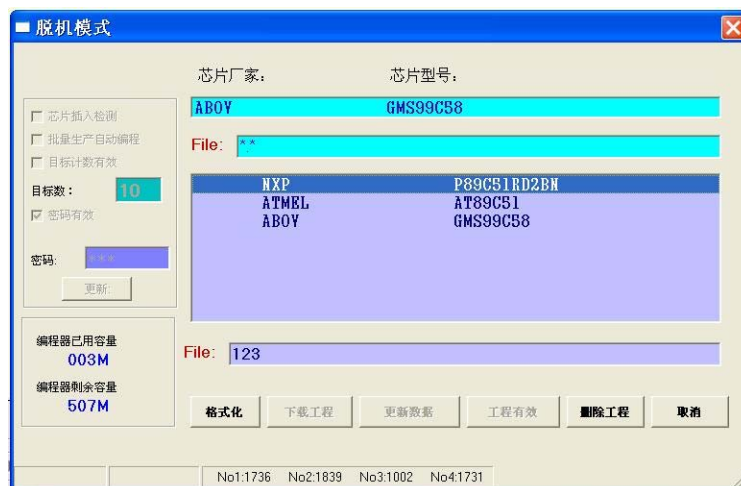 脱机模式
芯片厂家: 芯片型号:
ABOV GMS99C58
File: *.*
芯片插入检测
批量生产自动编程
目标计数有效
目标数: 10
密码有效
密码: ***
更新
NXP P89C51RD2BN
ATMEL AT89C51
ABOV GMS99C58
File: 123
编程器已用容量
003M
编程器剩余容量
507M
格式化 下载工程 更新数据 工程有效 删除工程 取消
No1:1736 No2:1839 No3:1002 No4:1731